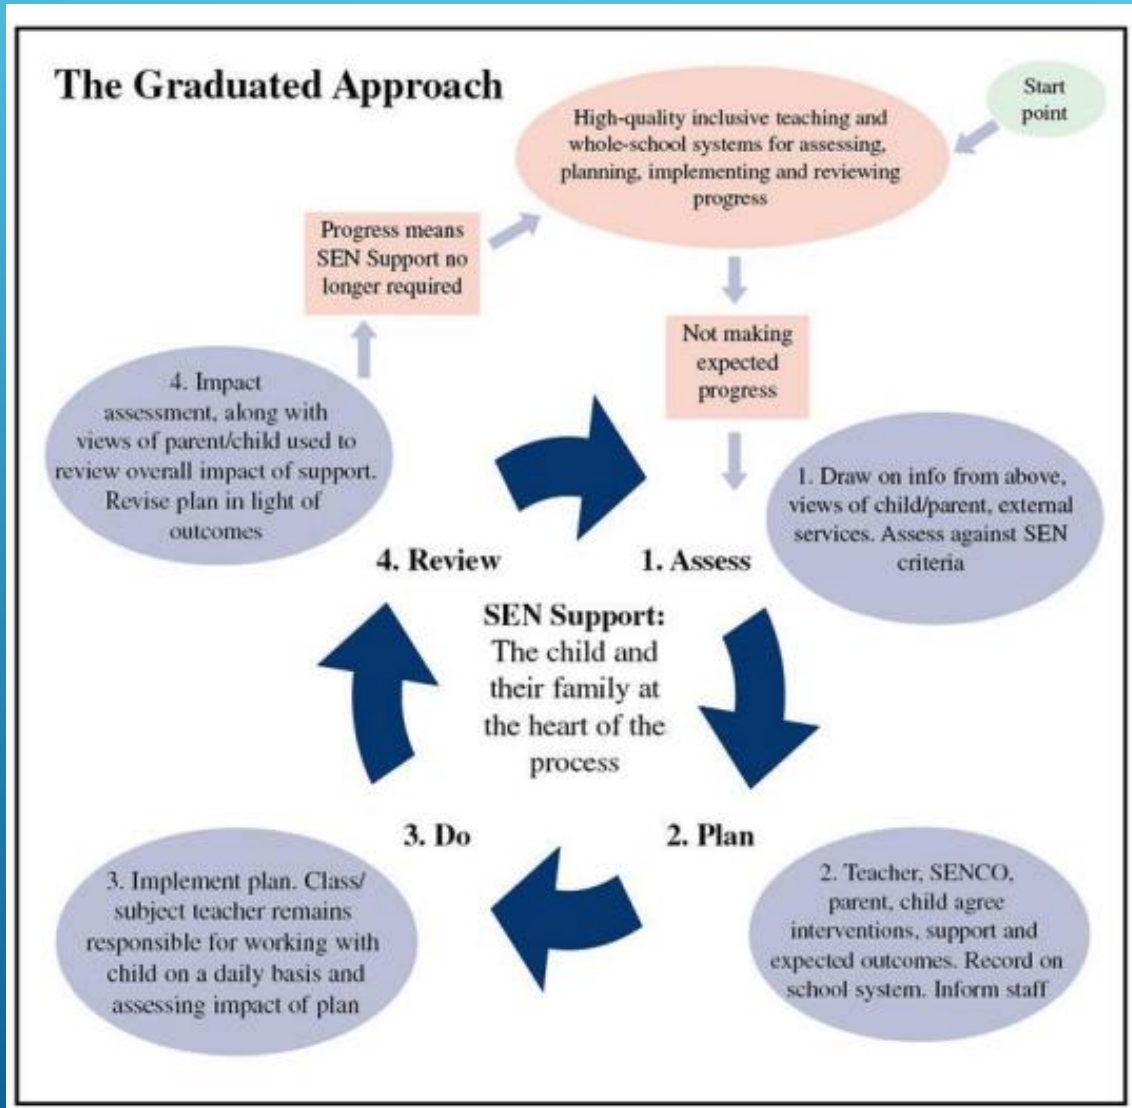 The Graduated Approach
Start
point
High-quality inclusive teaching and
whole-school systems for assessing,
planning, implementing and reviewing
progress
Progress means
SEN Support no
longer required
Not making
expected
progress
4. Impact
assessment, along with
views of parent/child used to
review overall impact of support.
Revise plan in light of
outcomes
1. Draw on info from above,
views of child/parent, external
services. Assess against SEN
criteria
4. Review
1. Assess
SEN Support:
The child and
their family at
the heart of the
process
3. Do
2. Plan
3. Implement plan. Class/
subject teacher remains
responsible for working with
child on a daily basis and
assessing impact of plan
2. Teacher, SENCO,
parent, child agree
interventions, support and
expected outcomes. Record on
school system. Inform staff